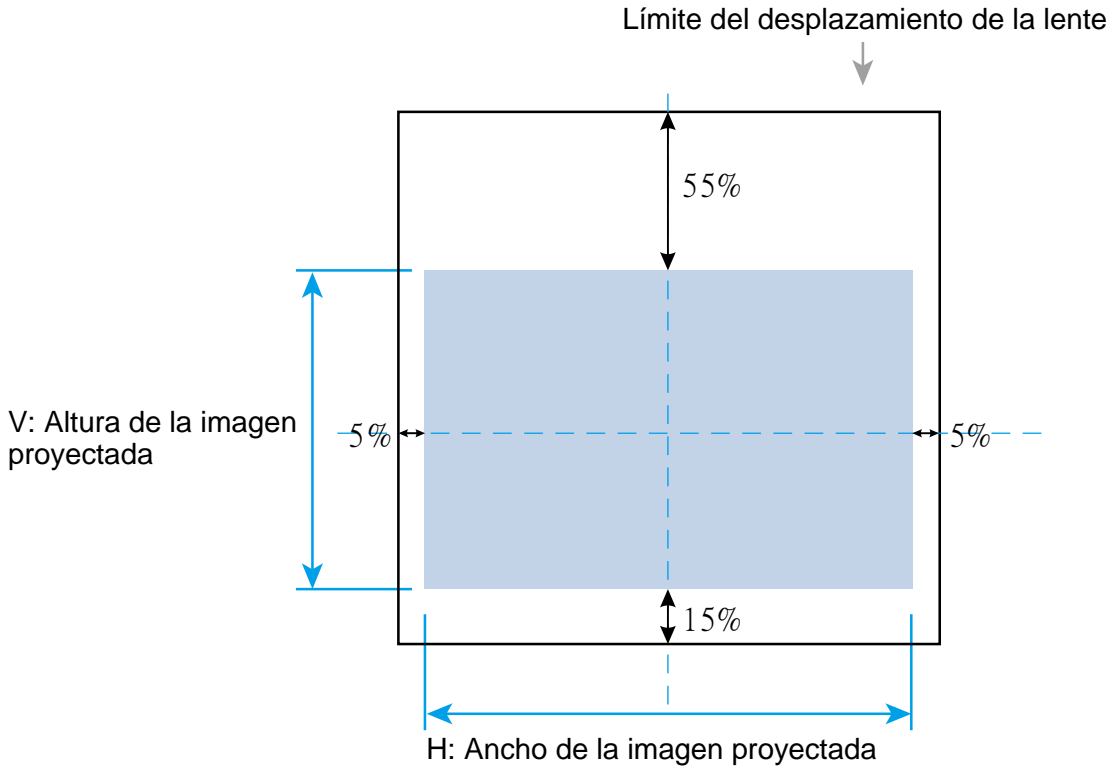 Límite del desplazamiento de la lente
55%
V: Altura de la imagen
proyectada
5%
5%
15%
H: Ancho de la imagen proyectada